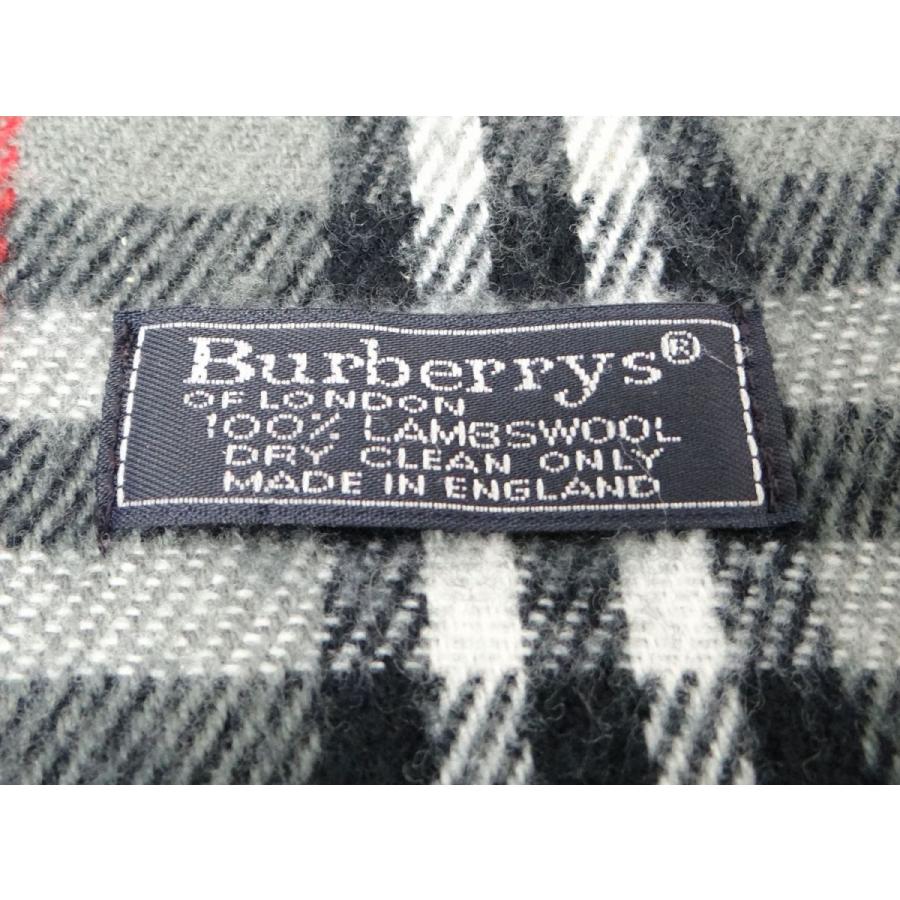 Burberrys®
OF LONDON
100% LAMBSWOOL
DRY CLEAN ONLY
MADE IN ENGLAND